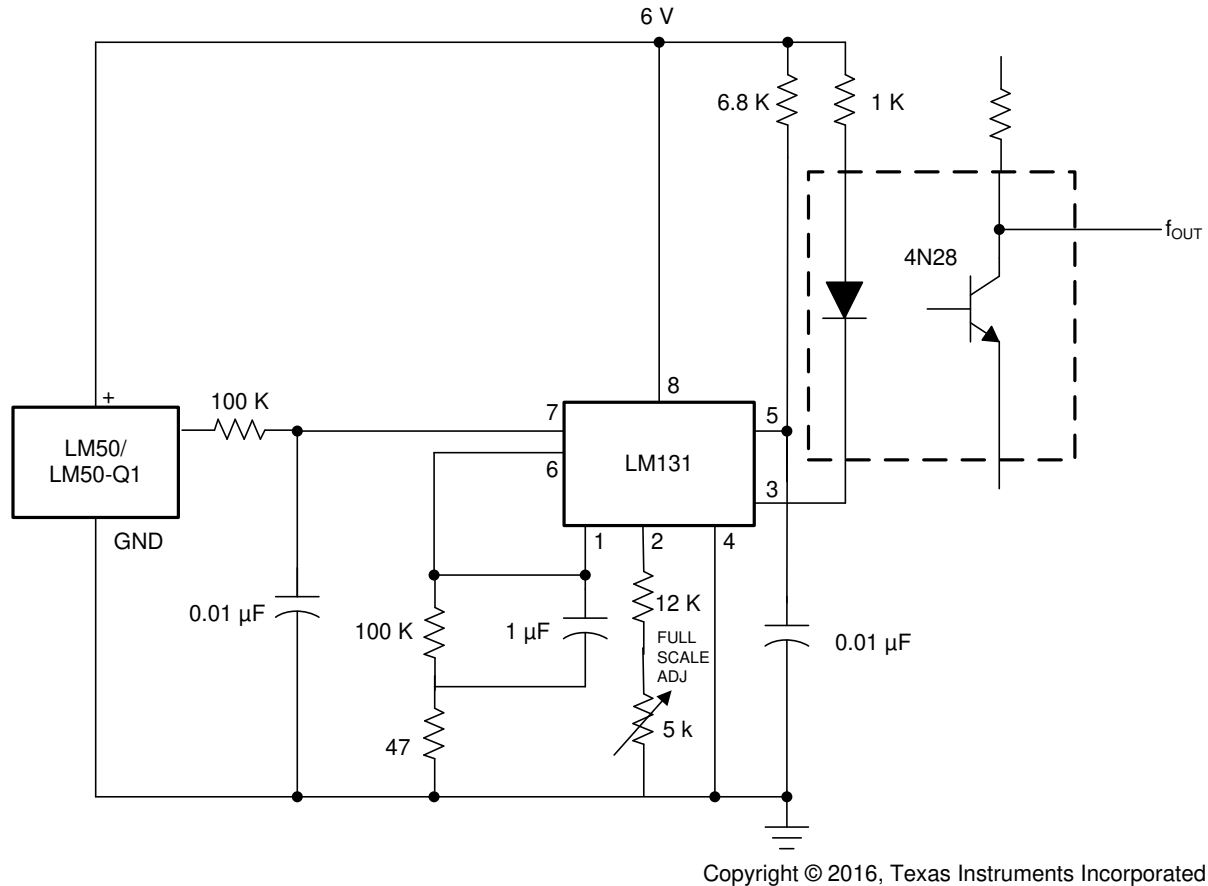 6 V
6.8 K
1 K
4N28
fOUT
+
100 K
LM50/
LM50-Q1
GND
7
8
5
6
LM131
3
1
2
4
0.01 µF
100 K
1 µF
12 K
FULL
SCALE
ADJ
0.01 µF
47
5 k
Copyright © 2016, Texas Instruments Incorporated